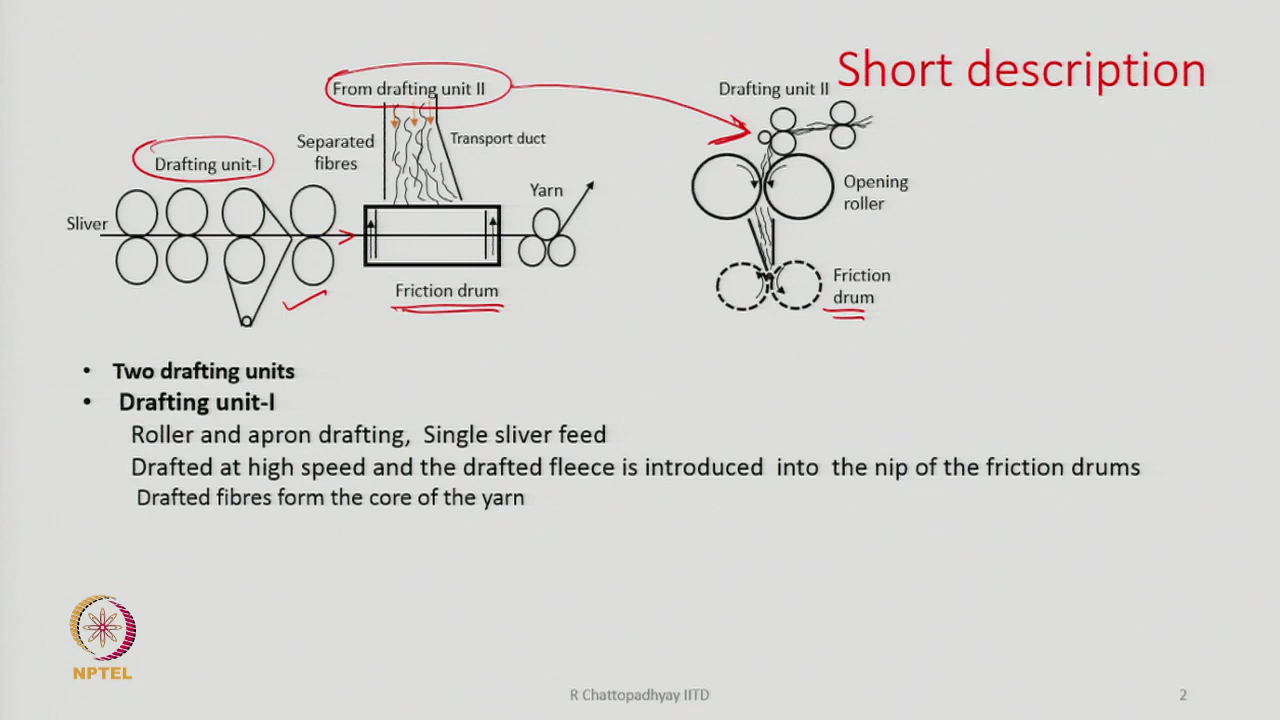 Short description
From drafting unit II
Drafting unit II
Separated
fibres
Transport duct
Drafting unit-I
Yarn
Opening
roller
Sliver
Friction drum
Friction
drum
• Two drafting units
• Drafting unit-I
Roller and apron drafting, Single sliver feed
Drafted at high speed and the drafted fleece is introduced into the nip of the friction drums
Drafted fibres form the core of the yarn
NPTEL
R Chattopadhyay IITD
2